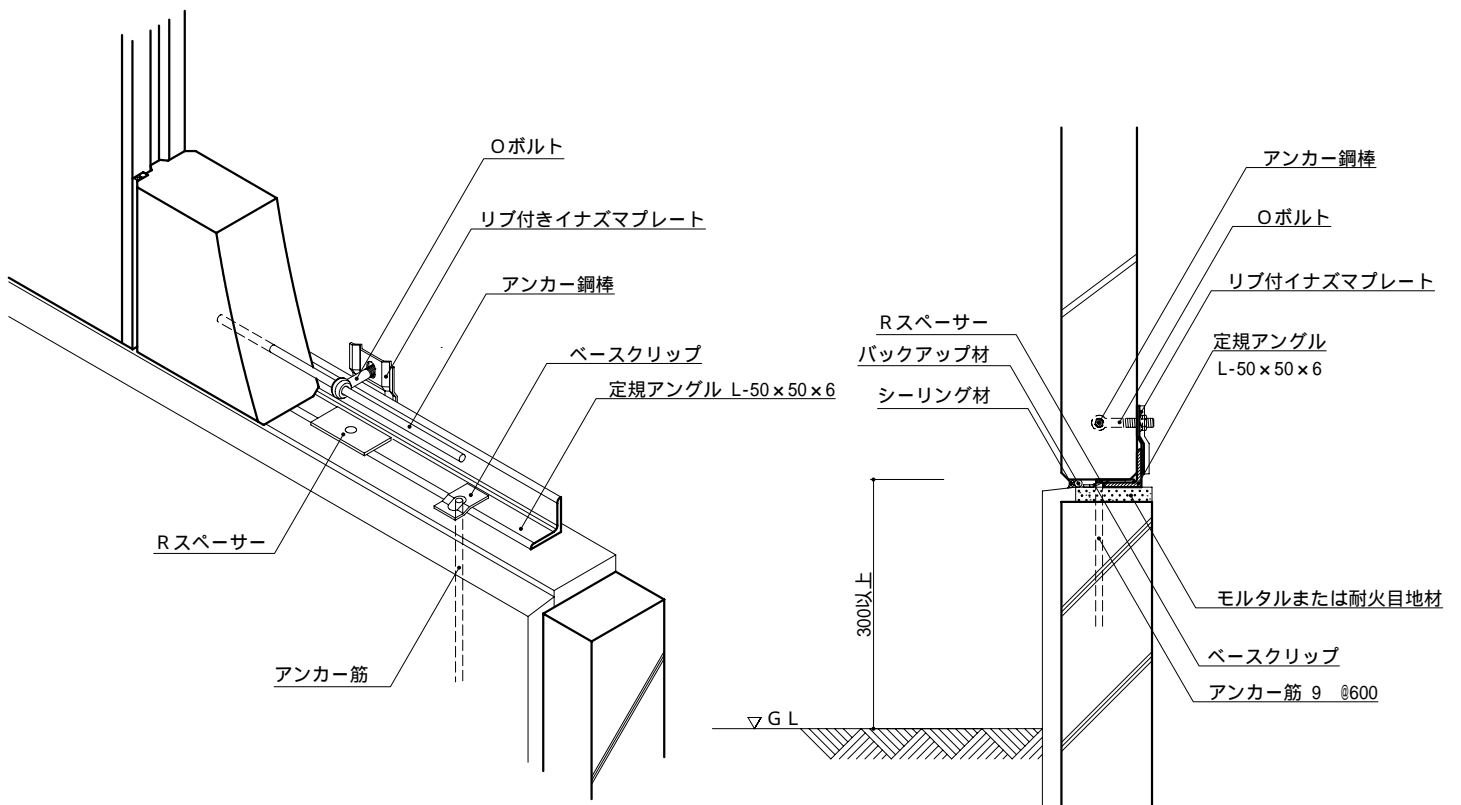 Oボルト
リブ付きイナズマプレート
アンカー鋼棒
ベースクリップ
定規アングル L-50×50×6
Rスペーサー
アンカー筋
アンカー鋼棒
Oボルト
リブ付イナズマプレート
Rスペーサー
定規アングル
L-50×50×6
バックアップ材
シーリング材
300以上
モルタルまたは耐火目地材
ベースクリップ
アンカー筋 9 @600
GL